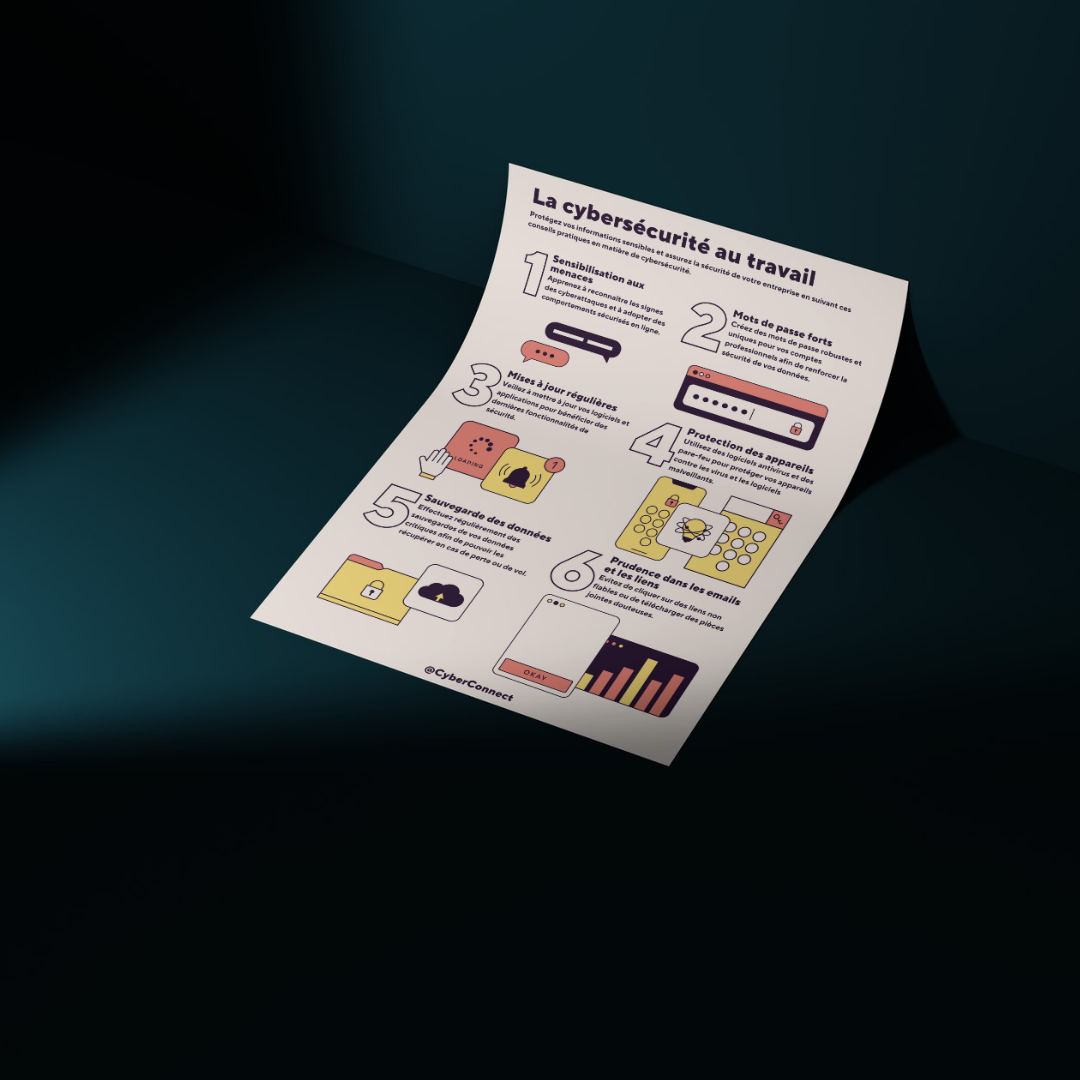 La cybersécurité au travail
Protégez vos informations sensibles et assurez la sécurité de votre entreprise en suivant ces
conseils pratiques en matière de cybersécurité.
1
Sensibilisation aux
menaces
Apprenez à reconnaître les signes
des cyberattaques et à adopter des
comportements sécurisés en ligne.
2
Mots de passe forts
Créez des mots de passe robustes et
uniques pour vos comptes
professionnels afin de renforcer la
sécurité de vos données.
3
Mises à jour régulières
Veillez à mettre à jour vos logiciels et
applications pour bénéficier des
dernières fonctionnalités de
sécurité.
LOADING
1
4
Protection des appareils
Utilisez des logiciels antivirus et des
pare-feu pour protéger vos appareils
contre les virus et les logiciels
malveillants.
5
Sauvegarde des données
Effectuez régulièrement des
sauvegardes de vos données
critiques afin de pouvoir les
récupérer en cas de perte ou de vol.
6
Prudence dans les emails
et les liens
Evitez de cliquer sur des liens non
fiables ou de télécharger des pièces
jointes douteuses.
OKAY
@CyberConnect